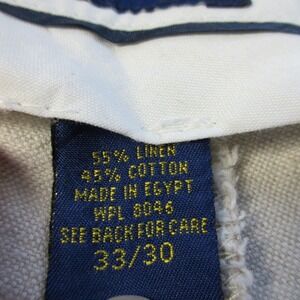 55% LINEN
45% COTTON
MADE IN EGYPT
WPL 8046
SEE BACK FOR CARE
33/30